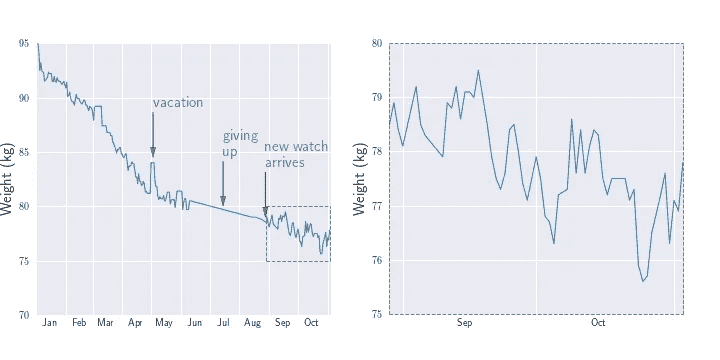 95
90
85
80
75
70
Weight (kg)
vacation
giving
up
new watch
arrives
Jan Feb Mar Apr May Jun Jul Aug Sep Oct
80
79
78
77
76
75
Weight (kg)
Sep Oct